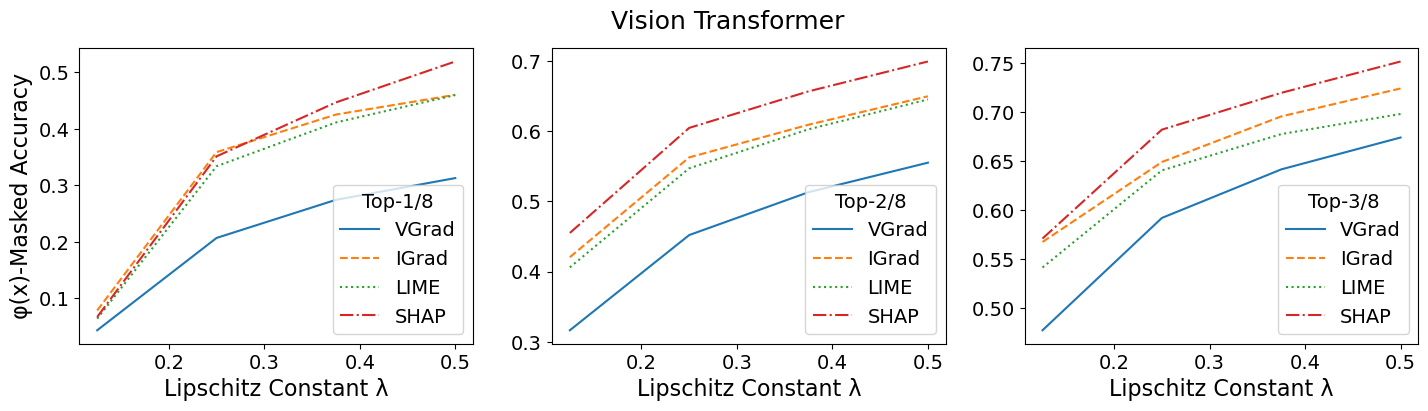 Vision Transformer
φ(x)-Masked Accuracy
0.5
0.4
0.3
0.2
0.1
Top-1/8
VGrad
IGrad
LIME
SHAP
0.2 0.3 0.4 0.5
Lipschitz Constant λ
0.7
0.6
0.5
0.4
0.3
Top-2/8
VGrad
IGrad
LIME
SHAP
0.2 0.3 0.4 0.5
Lipschitz Constant λ
0.75
0.70
0.65
0.60
0.55
0.50
Top-3/8
VGrad
IGrad
LIME
SHAP
0.2 0.3 0.4 0.5
Lipschitz Constant λ